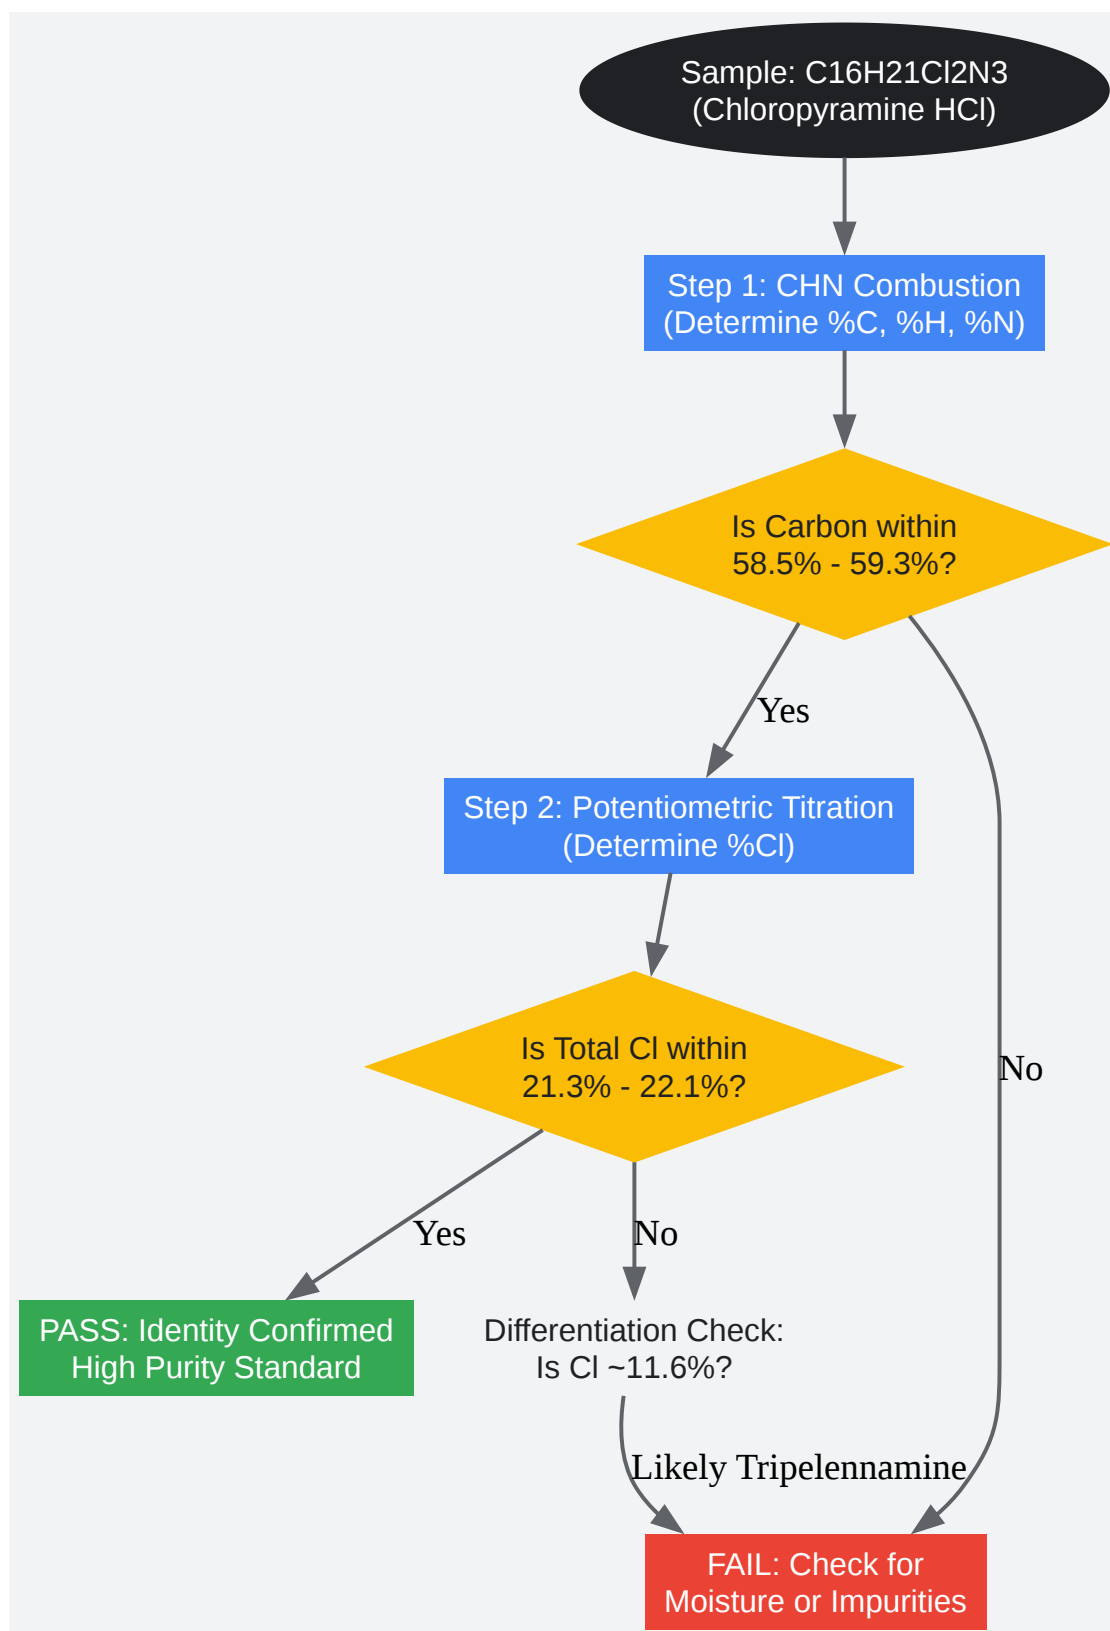 Sample: C16H21Cl2N3
(Chloropyramine HCl)
Step 1: CHN Combustion
(Determine %C, %H, %N)
Is Carbon within
58.5% - 59.3%?
Yes
Step 2: Potentiometric Titration
(Determine %Cl)
Is Total Cl within
21.3% - 22.1%?
No
Yes
No
PASS: Identity Confirmed
High Purity Standard
Differentiation Check:
Is Cl ~11.6%?
Likely Tripelennamine
FAIL: Check for
Moisture or Impurities